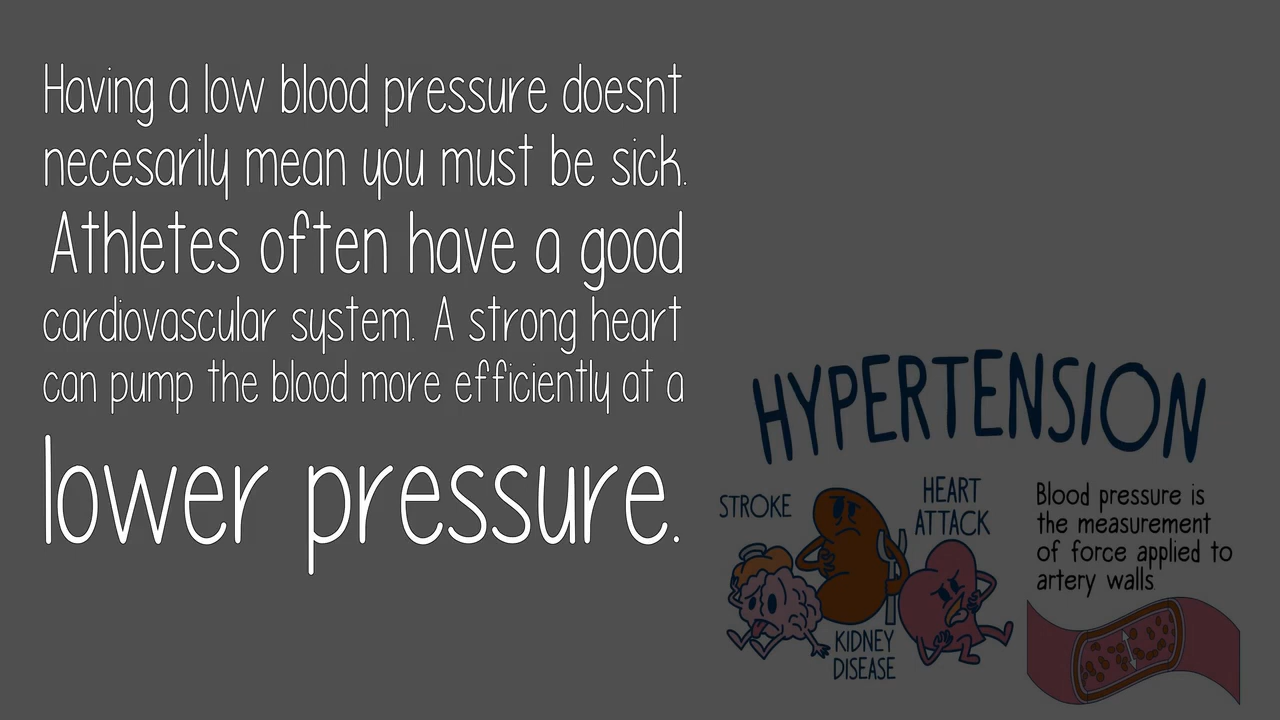 Having a low blood pressure doesnt
necesarily mean you must be sick.
Athletes often have a good
cardiovascular system. A strong heart
can pump the blood more efficiently at a
lower pressure.
HYPERTENSION
STROKE
HEART
ATTACK
KIDNEY
DISEASE
Blood pressure is
the measurement
of force applied to
artery walls